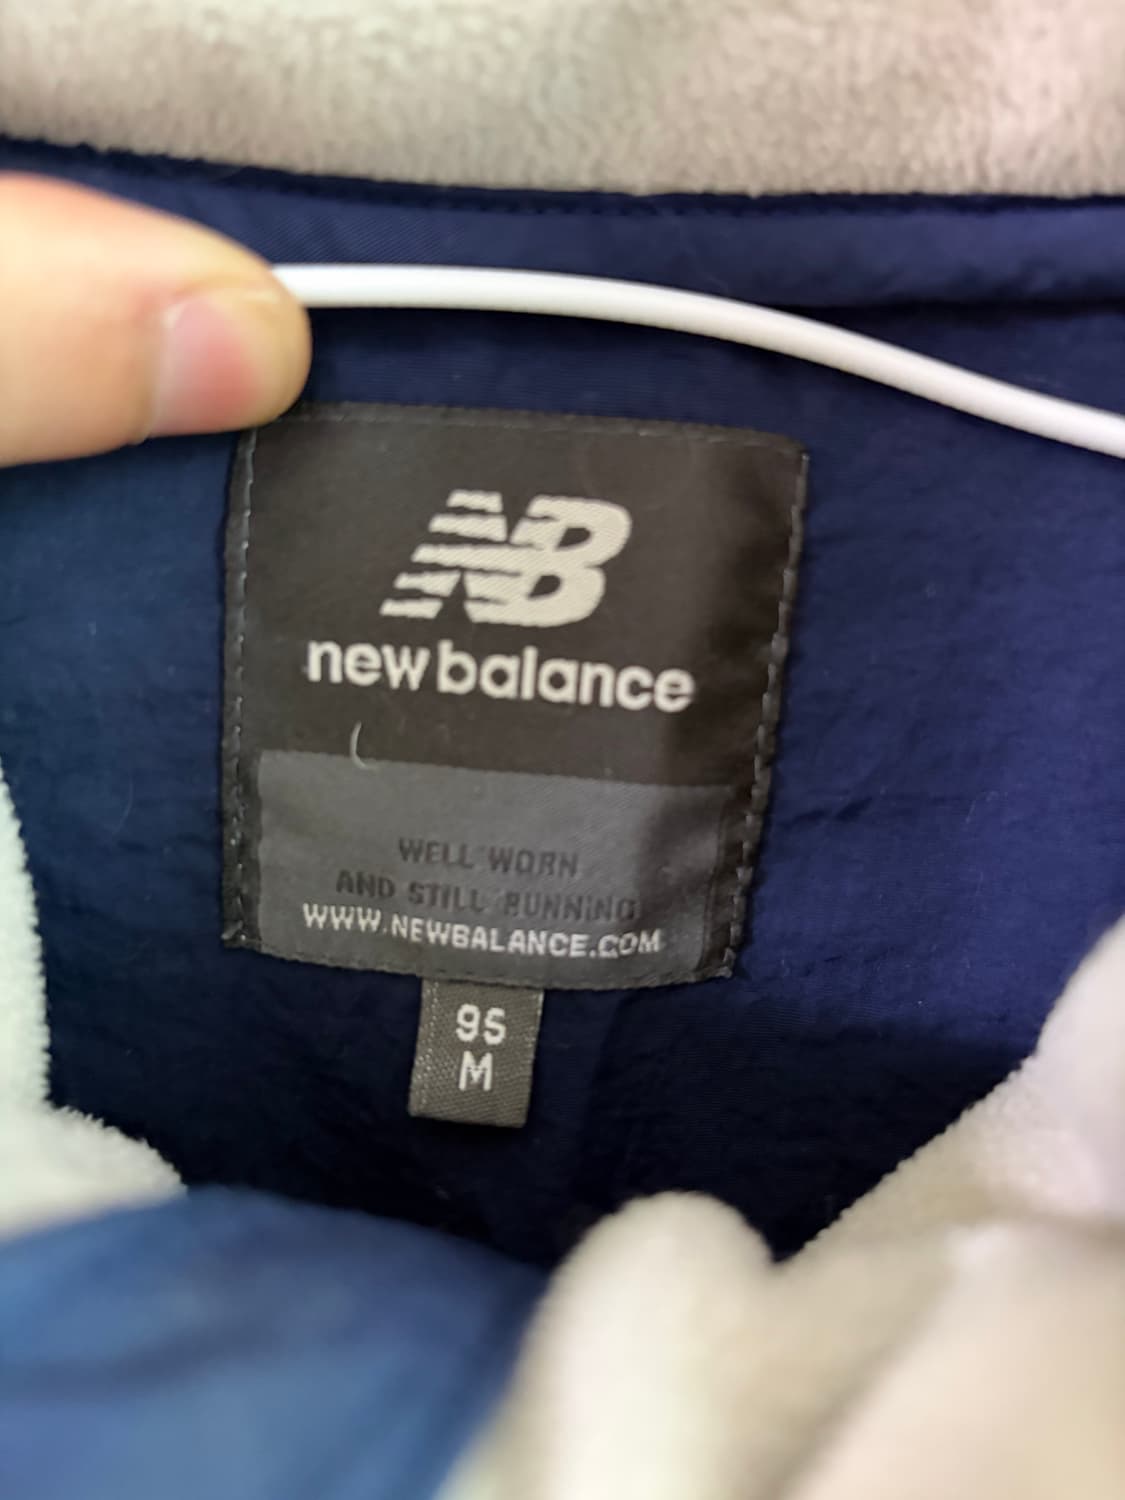 NB
new balance
WELL WORN
AND STILL RUNNING
WWW.NEWBALANCE.COM
95
M